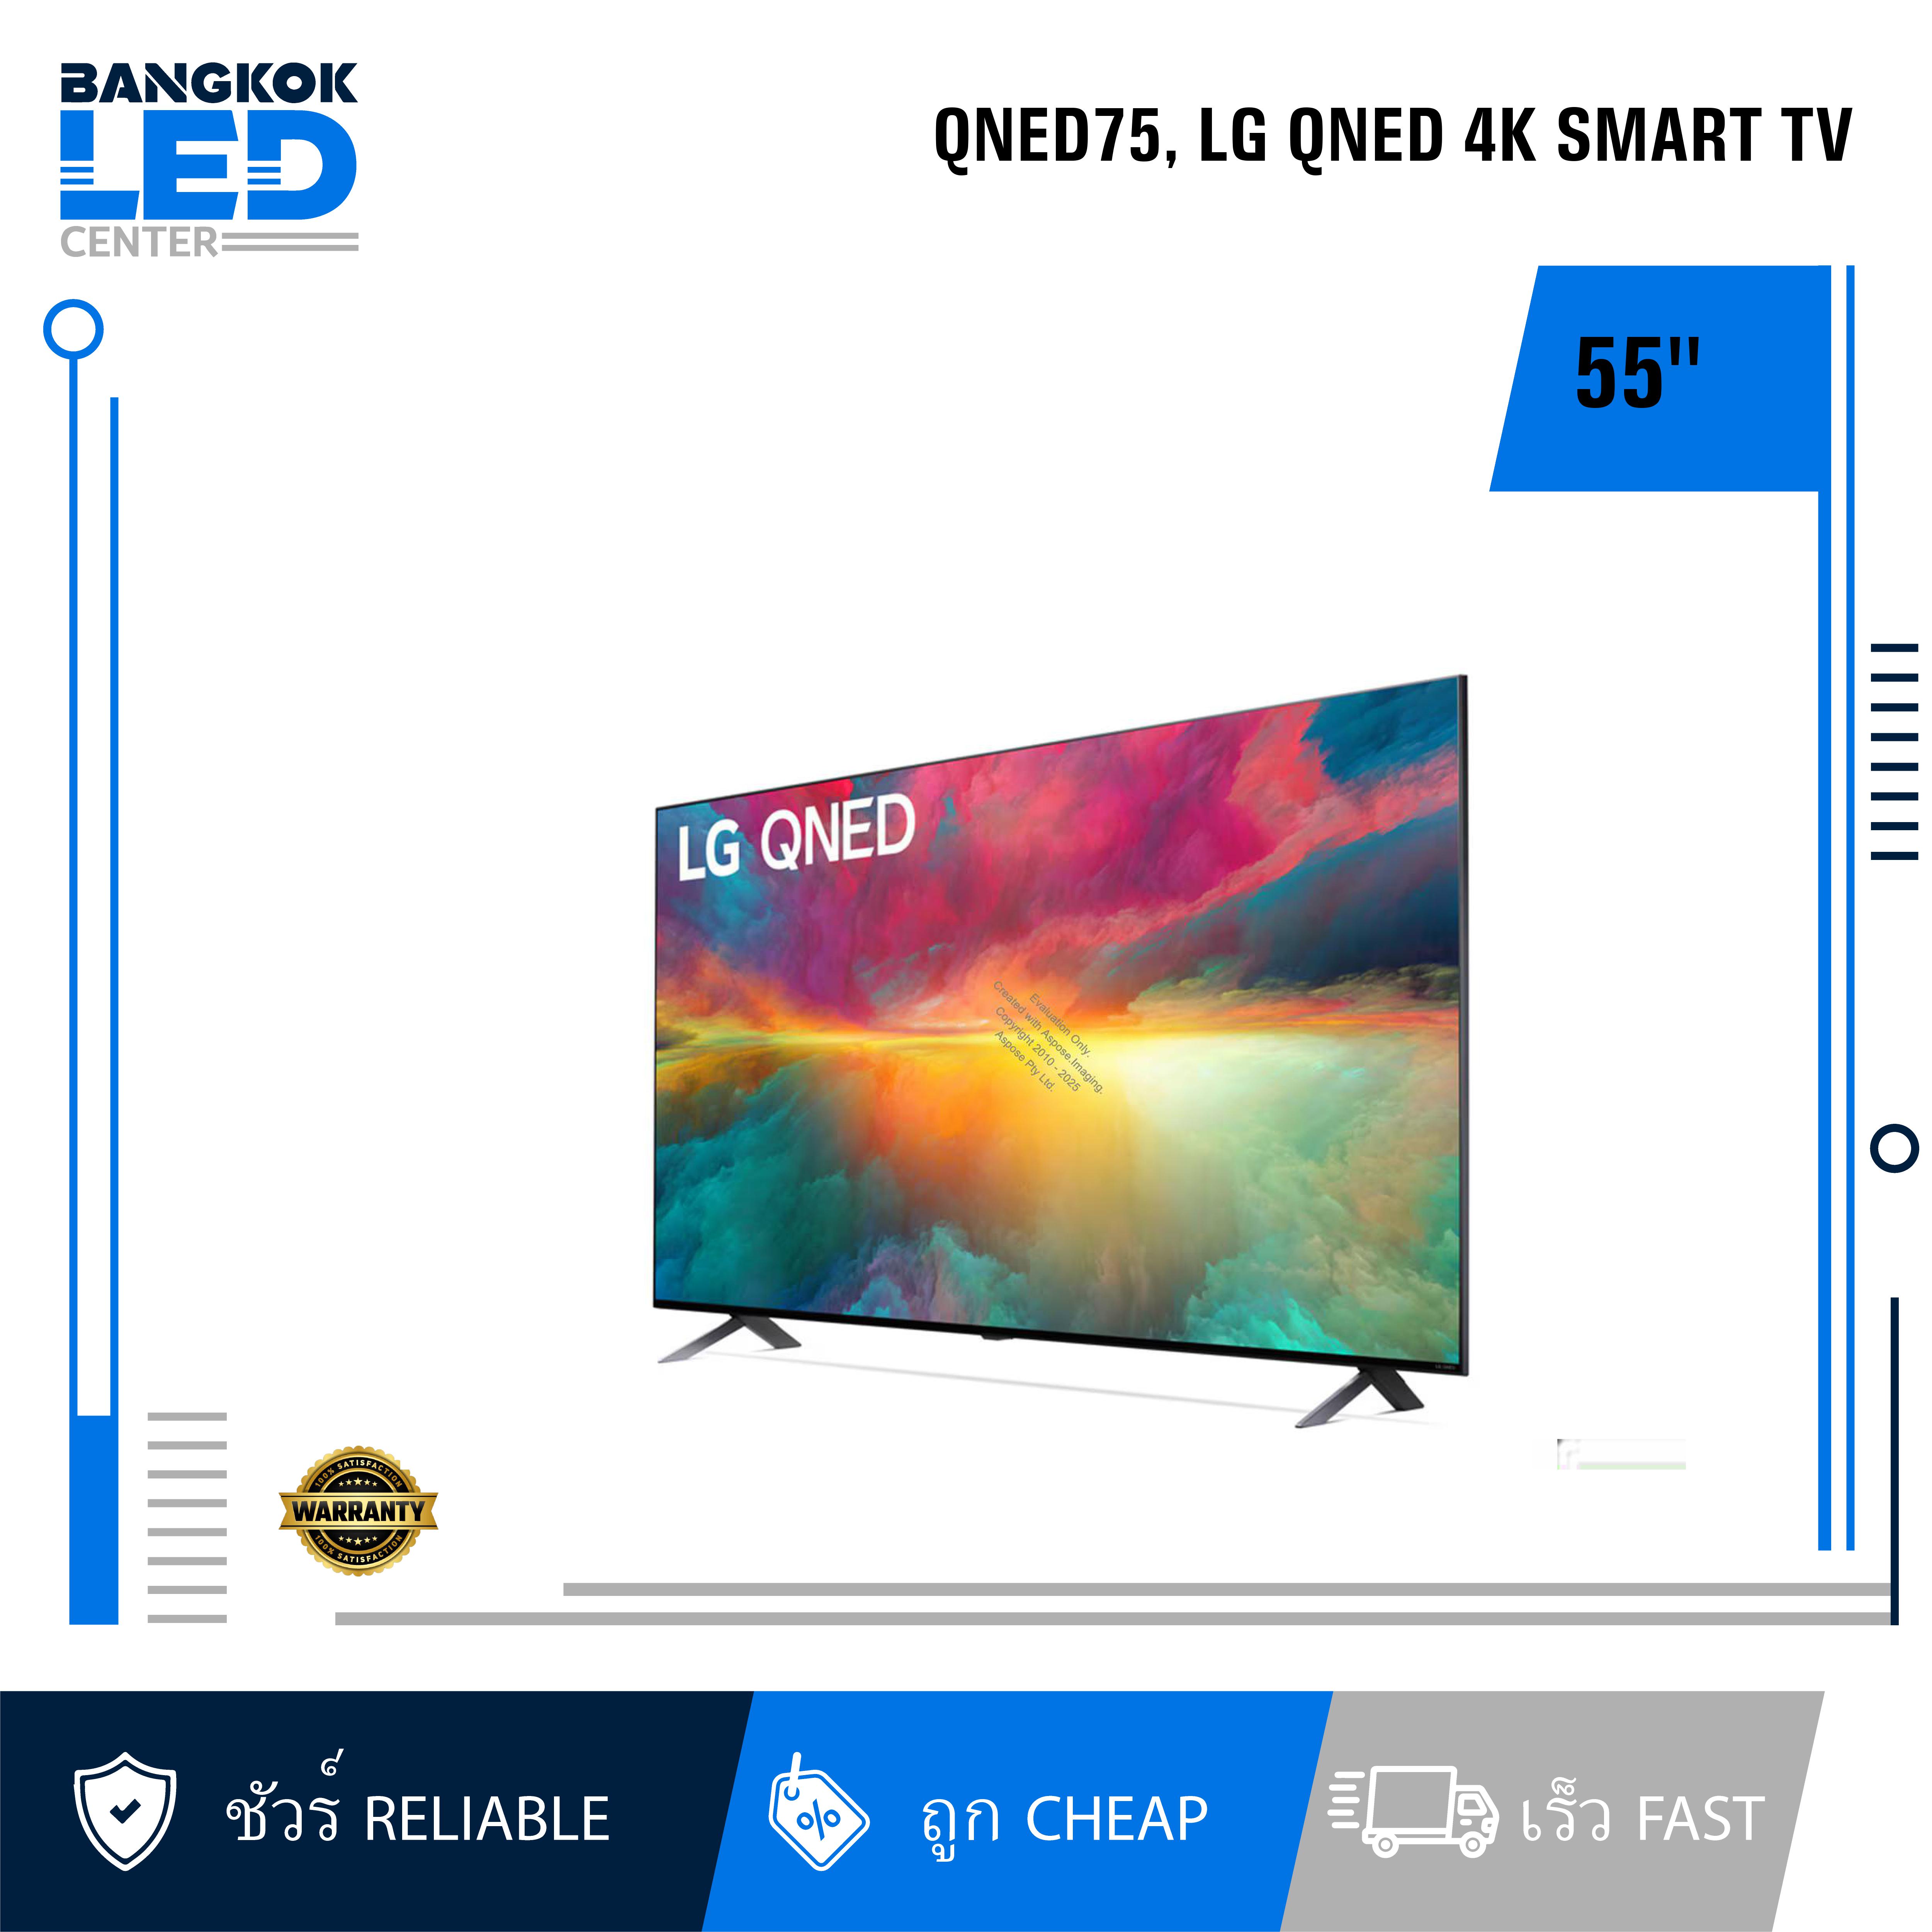 BANGKOK
LED
CENTER
QNED75, LG QNED 4K SMART TV
55"
LG QNED
Evaluation Only.
Created with Aspose.Imaging.
Copyright 2010 - 2025
Aspose Pty Ltd.
100% SATISFACTION
WARRANTY
100% SATISFACTION
ชัวร์ RELIABLE
% ถูก CHEAP
เร็ว FAST